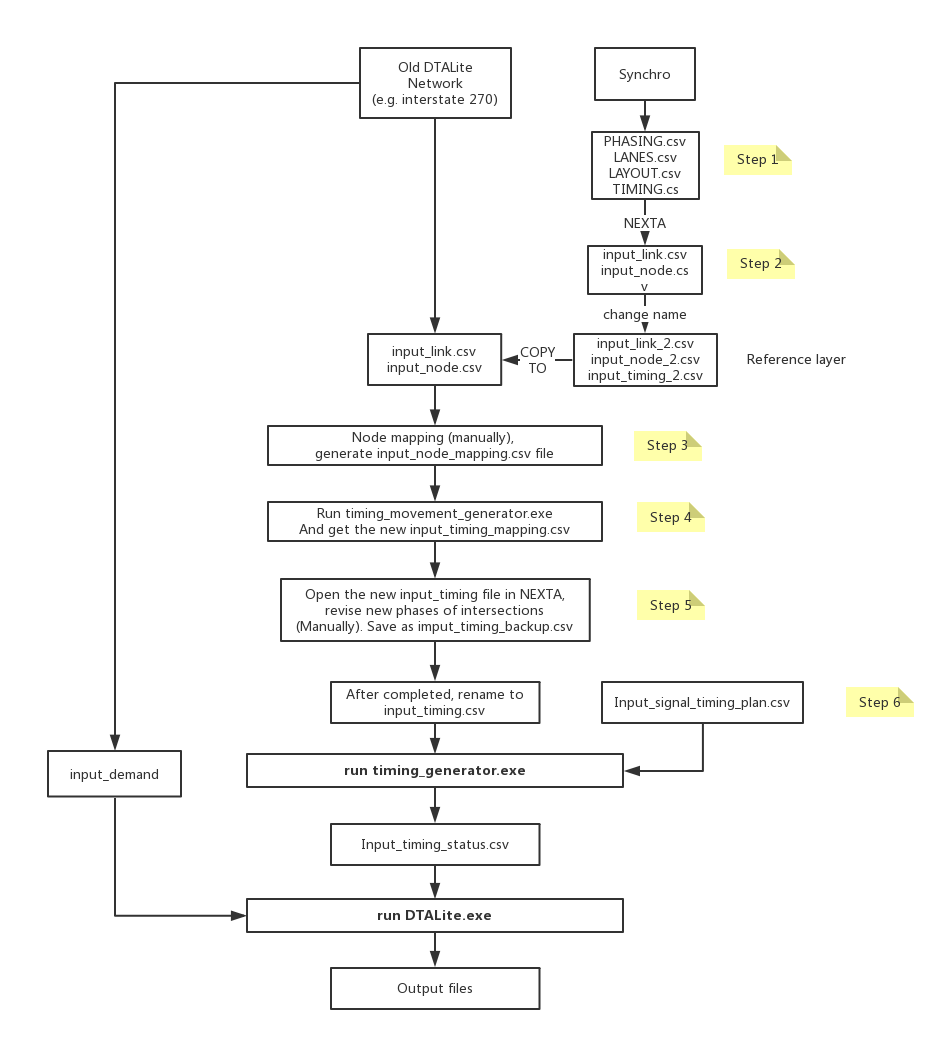 Old DTALite
Network
(e.g. interstate 270)
Synchro
PHASING.csv
LANES.csv
LAYOUT.csv
TIMING.cs
Step 1
NEXTA
input_link.csv
input_node.cs
v
Step 2
change name
input_link.csv
input_node.csv
COPY
TO
input_link_2.csv
input_node_2.csv
input_timing_2.csv
Reference layer
Node mapping (manually),
generate input_node_mapping.csv file
Step 3
Run timing_movement_generator.exe
And get the new input_timing_mapping.csv
Step 4
Open the new input_timing file in NEXTA,
revise new phases of intersections
(Manually). Save as imput_timing_backup.csv
Step 5
After completed, rename to
input_timing.csv
Input_signal_timing_plan.csv
Step 6
run timing_generator.exe
input_demand
Input_timing_status.csv
run DTALite.exe
Output files